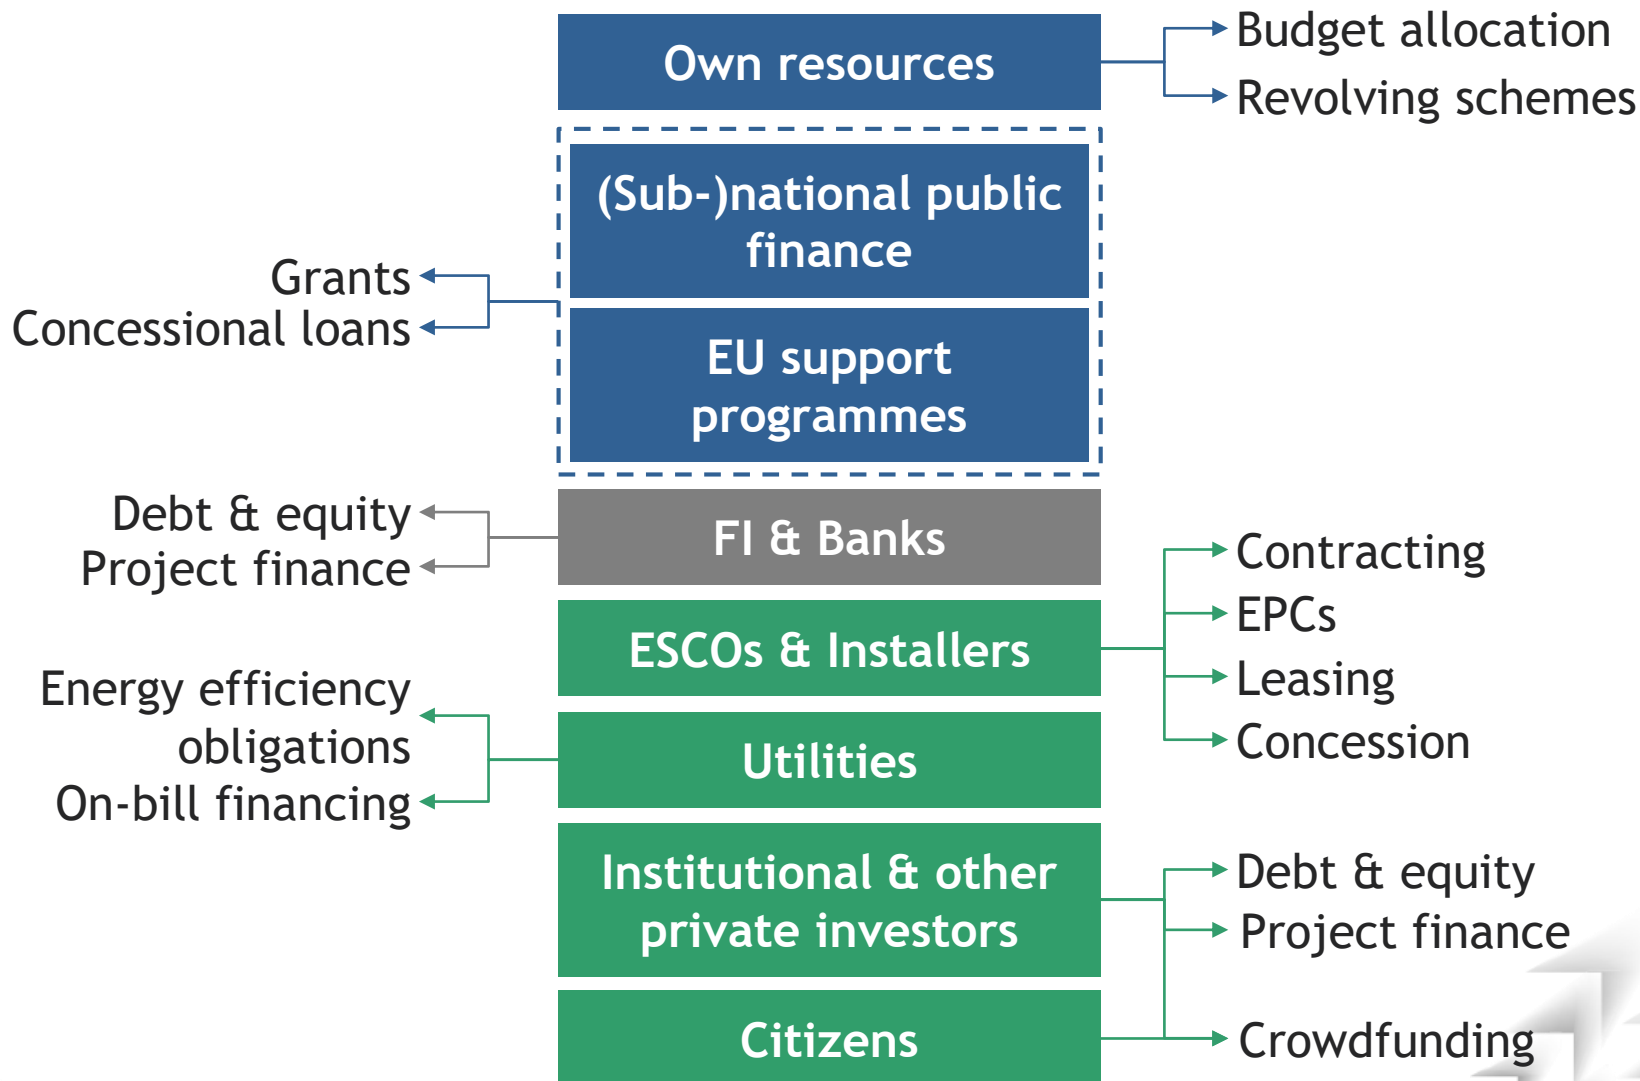 Own resources
Budget allocation
Revolving schemes
(Sub-)national public
finance
Grants
Concessional loans
EU support
programmes
Debt & equity
Project finance
FI & Banks
ESCOs & Installers
Contracting
EPCs
Leasing
Concession
Energy efficiency
obligations
On-bill financing
Utilities
Institutional & other
private investors
Debt & equity
Project finance
Citizens
Crowdfunding